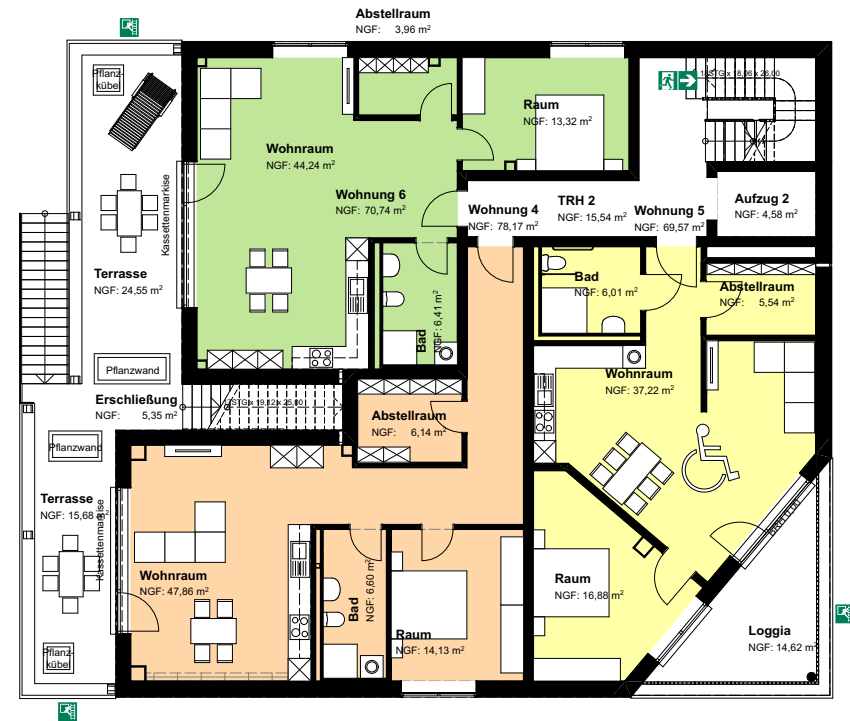 Abstellraum
NGF: 3,96 m²
Pflanz-
kübel
16STG x 18,06 x 26,00
Raum
NGF: 13,32 m²
Wohnraum
NGF: 44,24 m²
Kassettenmarkise
Wohnung 6
NGF: 70,74 m²
Wohnung 4
NGF: 78,17 m²
TRH 2
NGF: 15,54 m²
Wohnung 5
NGF: 69,57 m²
Aufzug 2
NGF: 4,58 m²
Terrasse
NGF: 24,55 m²
Bad
NGF: 6,41 m²
Bad
NGF: 6,01 m²
Abstellraum
NGF: 5,54 m²
Pflanzwand
Wohnraum
NGF: 37,22 m²
Erschließung
NGF: 5,35 m²
Abstellraum
NGF: 6,14 m²
Pflanzwand
Terrasse
NGF: 15,68 m²
Kassettenmarkise
Wohnraum
NGF: 47,86 m²
Bad
NGF: 6,60 m²
Raum
NGF: 14,13 m²
Raum
NGF: 16,88 m²
Loggia
NGF: 14,62 m²
Pflanz-
kübel